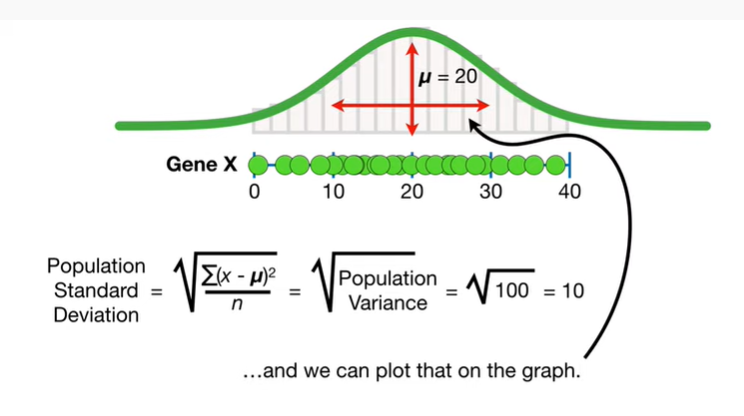 μ = 20
Gene X
0 10 20 30 40
Population
Standard
Deviation
= √(Σ(x - μ)² / n) = √(Population Variance) = √100 = 10
...and we can plot that on the graph.